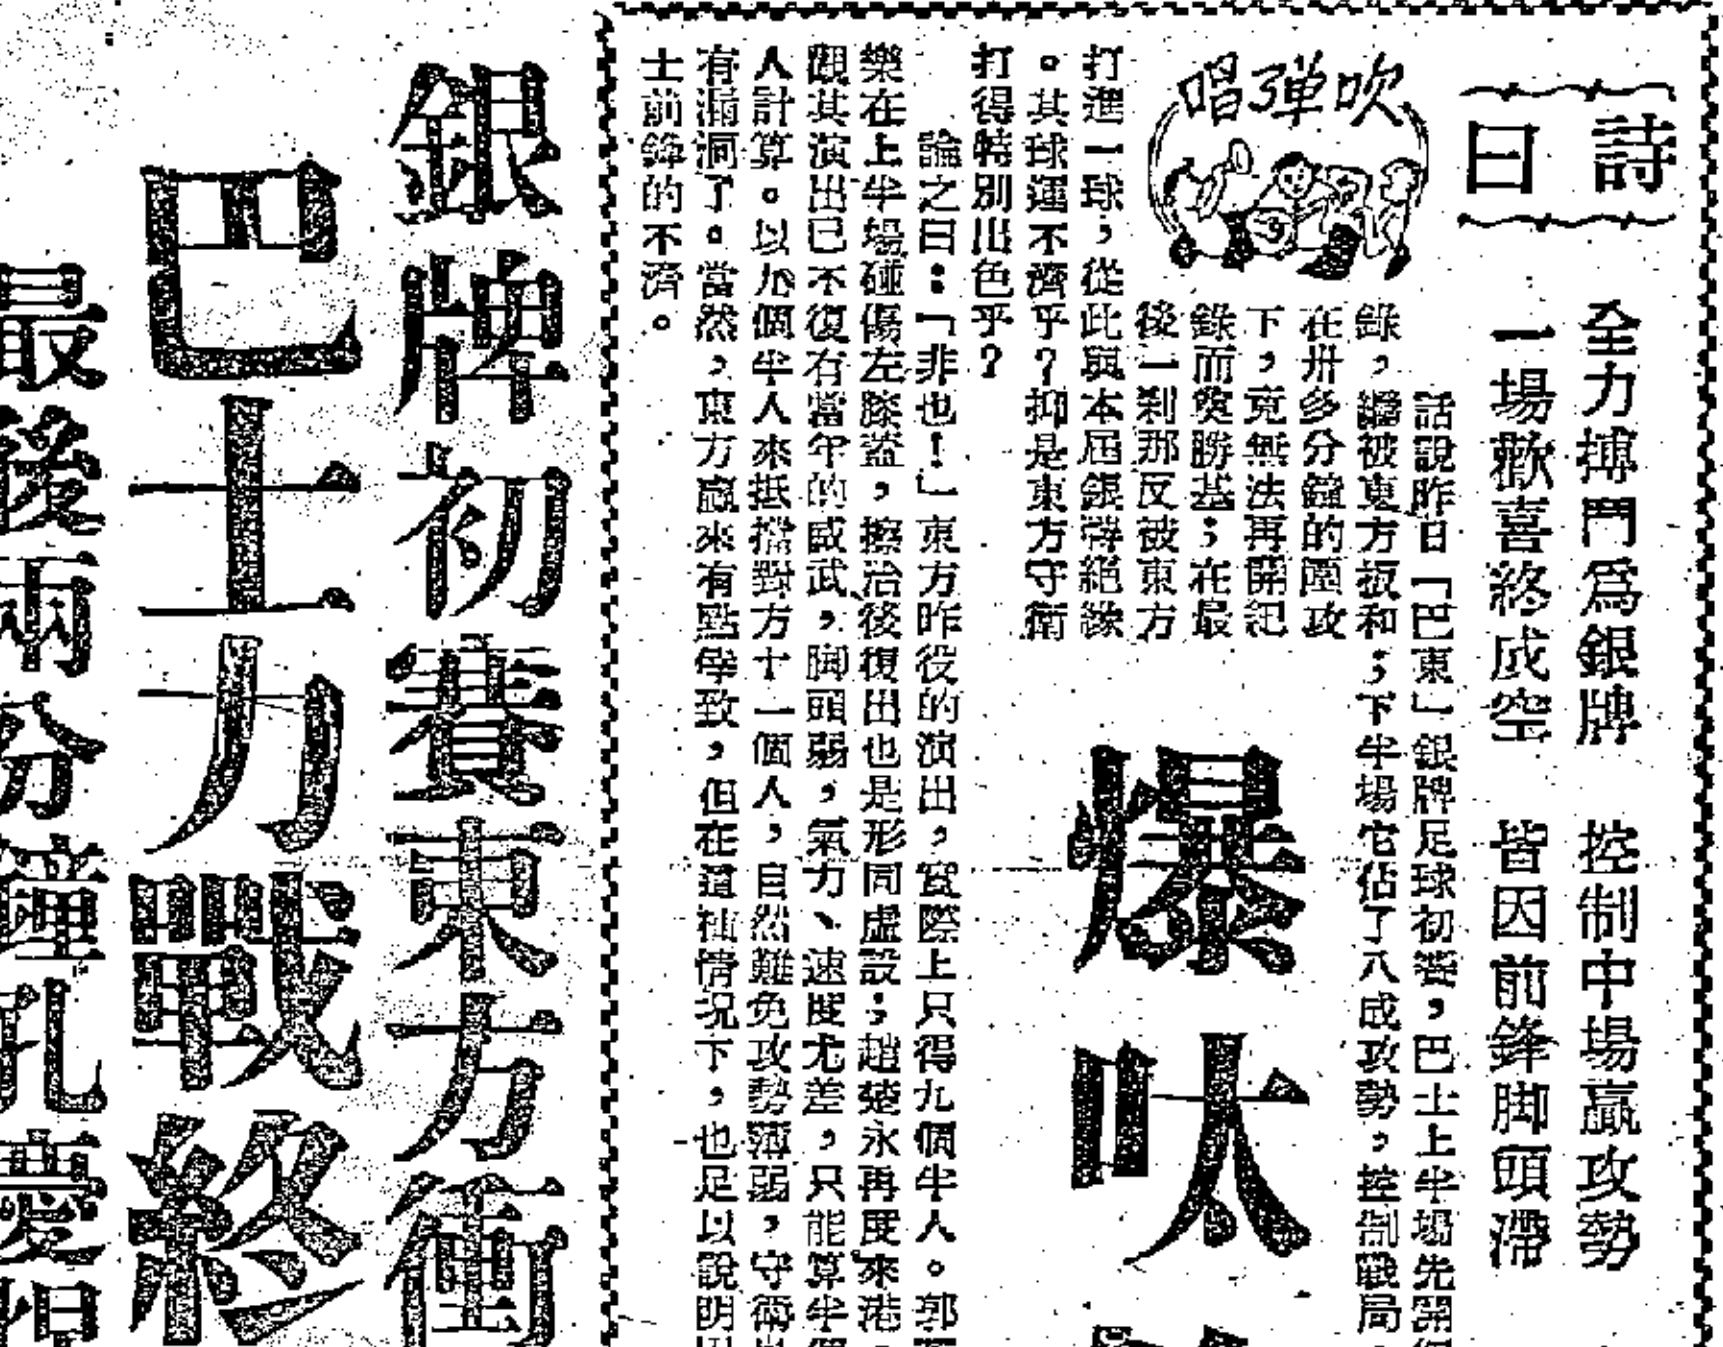 詩曰
全力搏鬥爲銀牌 控制中場贏攻勢
一場歡喜終成空 皆因前鋒脚頭滯
吹彈唱
話說昨日「巴東」銀牌足球初賽，巴士上半場先開
錄，繼被東方扳和；下半場它佔了八成攻勢，控制戰局
在卅多分鐘的圍攻
下，竟無法再開記
錄而奠勝基；在最
後一刹那反被東方
打進一球，從此與本屆銀牌絕緣
。其球運不濟乎？抑是東方守衛
打得特別出色乎？
論之曰：「非也！」東方昨役的演出，實際上只得九個半人。郭
樂在上半場碰傷左膝蓋，擦治後復出也是形同虛設；趙楚永再度來港，
觀其演出已不復有當年的威武，脚頭弱，氣力、速度尤差，只能算半個
人計算。以九個半人來抵擋對方十一個人，自然難免攻勢薄弱，守衛
有漏洞了。當然，東方贏來有點倖致，但在這種情況下，也足以說明
士前鋒的不濟。
爆吠
銀牌初賽東方衝
巴士力戰終
最後兩分鐘